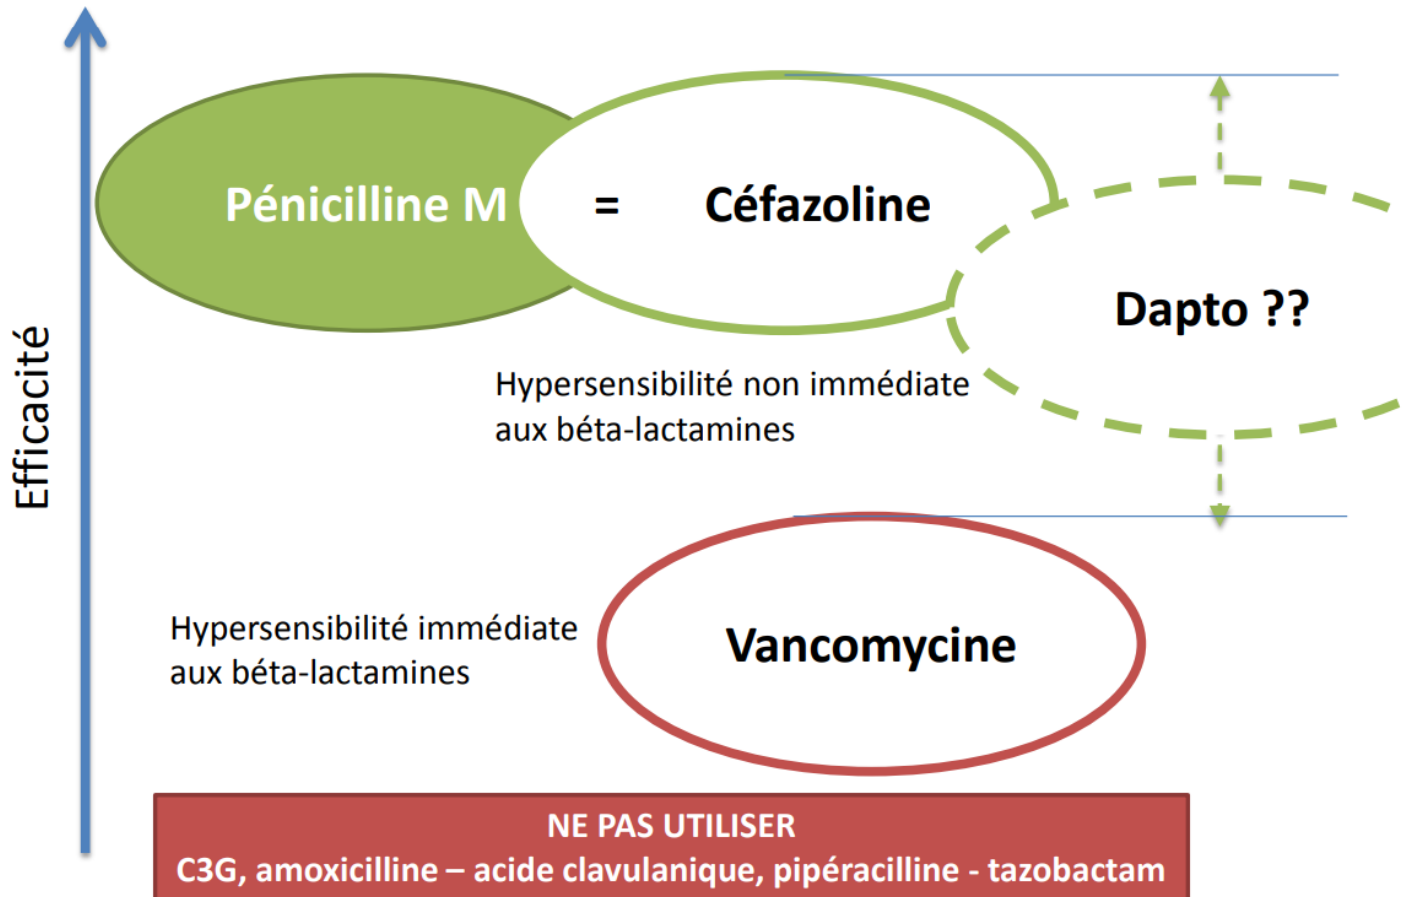 Efficacité
Pénicilline M
=
Céfazoline
Dapto ??
Hypersensibilité non immédiate
aux béta-lactamines
Hypersensibilité immédiate
aux béta-lactamines
Vancomycine
NE PAS UTILISER
C3G, amoxicilline – acide clavulanique, pipéracilline - tazobactam